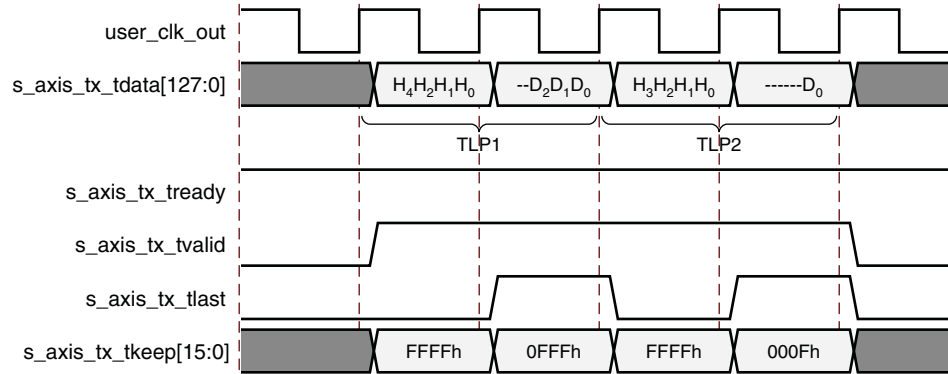 user_clk_out
s_axis_tx_tdata[127:0] H₄H₂H₁H₀ --D₂D₁D₀ H₃H₂H₁H₀ ------D₀
TLP1 TLP2
s_axis_tx_tready
s_axis_tx_tvalid
s_axis_tx_tlast
s_axis_tx_tkeep[15:0] FFFFh 0FFFh FFFFh 000Fh